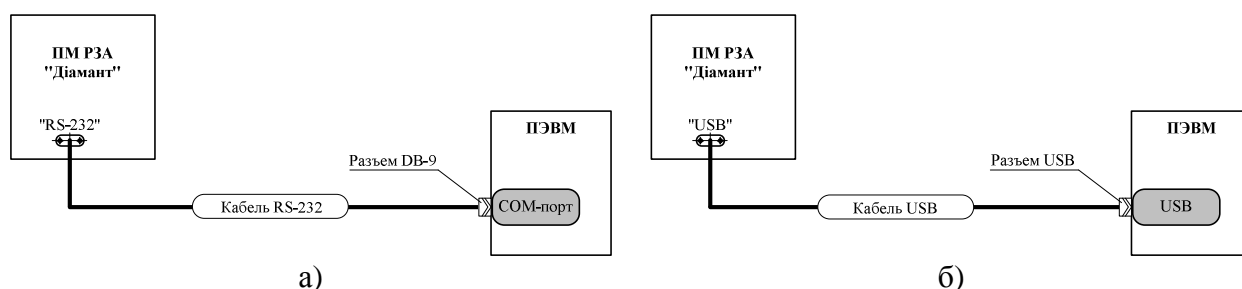 ПМ РЗА
"Діамант"
"RS-232"
ПЭВМ
Разъем DB-9
Кабель RS-232
COM-порт
а)
ПМ РЗА
"Діамант"
"USB"
ПЭВМ
Разъем USB
Кабель USB
USB
б)